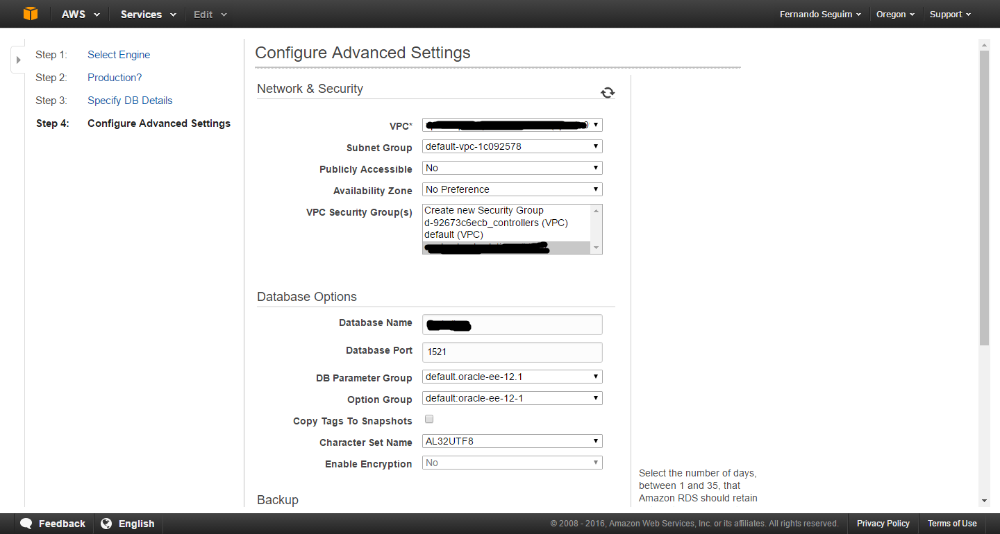 AWS Services Edit Fernando Seguim Oregon Support
Step 1: Select Engine
Step 2: Production?
Step 3: Specify DB Details
Step 4: Configure Advanced Settings
Configure Advanced Settings
Network & Security
VPC*
Subnet Group default-vpc-1c092578
Publicly Accessible No
Availability Zone No Preference
VPC Security Group(s) Create new Security Group
d-92673c6ecb_controllers (VPC)
default (VPC)
Database Options
Database Name
Database Port 1521
DB Parameter Group default.oracle-ee-12.1
Option Group default:oracle-ee-12-1
Copy Tags To Snapshots
Character Set Name AL32UTF8
Enable Encryption No
Backup
Select the number of days,
between 1 and 35, that
Amazon RDS should retain
Feedback English © 2008 - 2016, Amazon Web Services, Inc. or its affiliates. All rights reserved. Privacy Policy Terms of Use